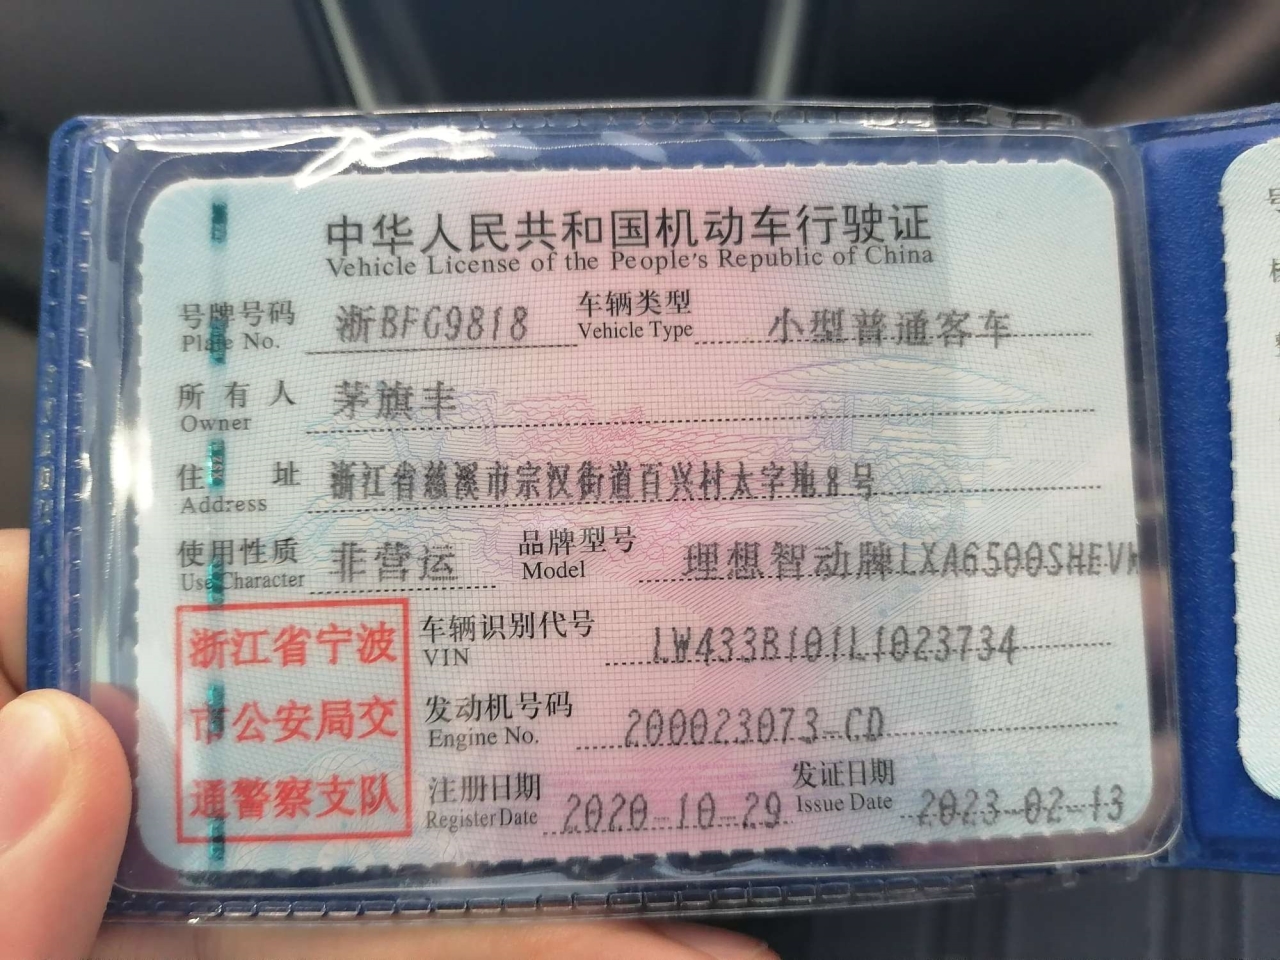 中华人民共和国机动车行驶证
Vehicle License of the People's Republic of China
号牌号码 浙BFG9818 车辆类型 小型普通客车
Plate No. Vehicle Type
所有人 茅旗丰
Owner
住址 浙江省慈溪市宗汉街道百兴村太字地8号
Address
使用性质 非营运 品牌型号 理想智动牌LXA6500SHEVM
Use Character Model
浙江省宁波
市公安局交
通警察支队
车辆识别代号 LW433B101L1023734
VIN
发动机号码 200023073-CD
Engine No.
注册日期 2020-10-29 发证日期 2023-02-13
Register Date Issue Date
号